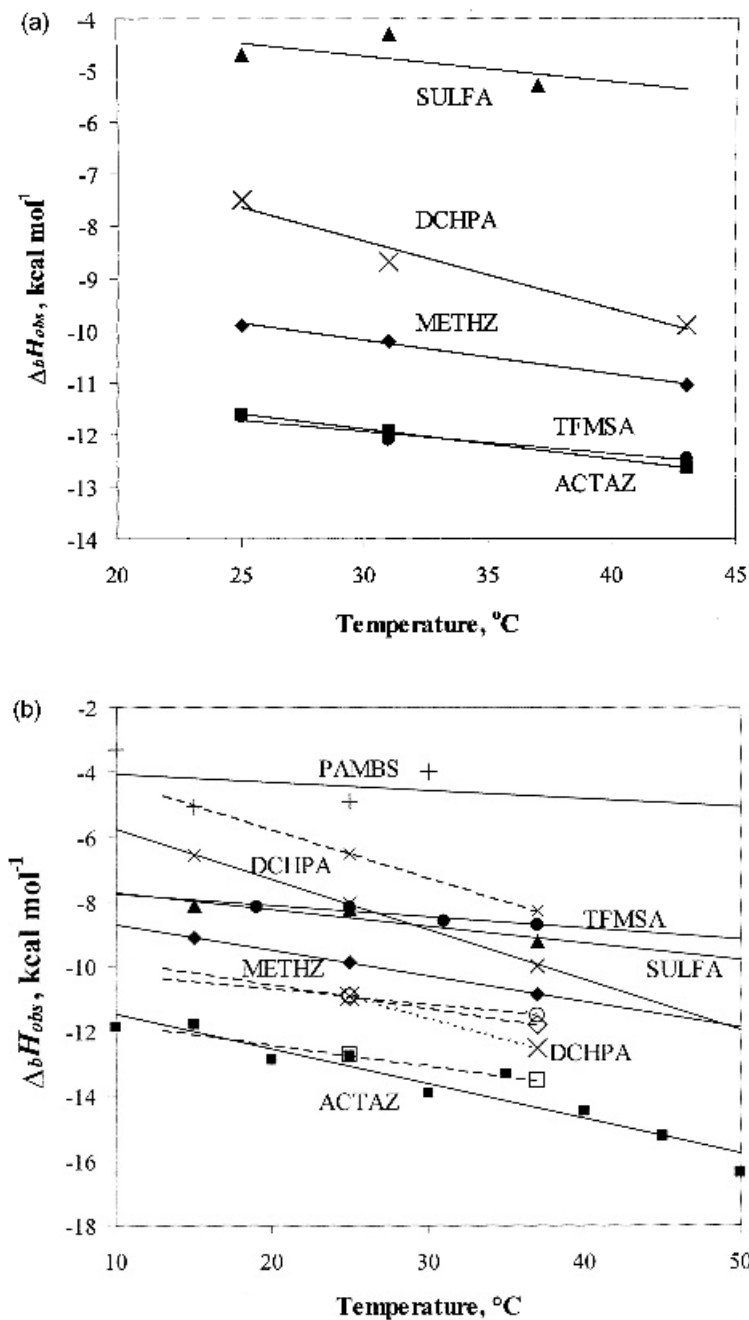 (a)
-4
-5
-6
-7
-8
-9
-10
-11
-12
-13
-14
SULFA
DCHPA
METHZ
TFMSA
ACTAZ
20
25
30
35
40
45
ΔbHobs, kcal mol¹
Temperature, °C
(b)
-2
-4
-6
-8
-10
-12
-14
-16
-18
PAMBS
DCHPA
TFMSA
SULFA
METHZ
DCHPA
ACTAZ
10
20
30
40
50
ΔbHobs, kcal mol⁻¹
Temperature, °C